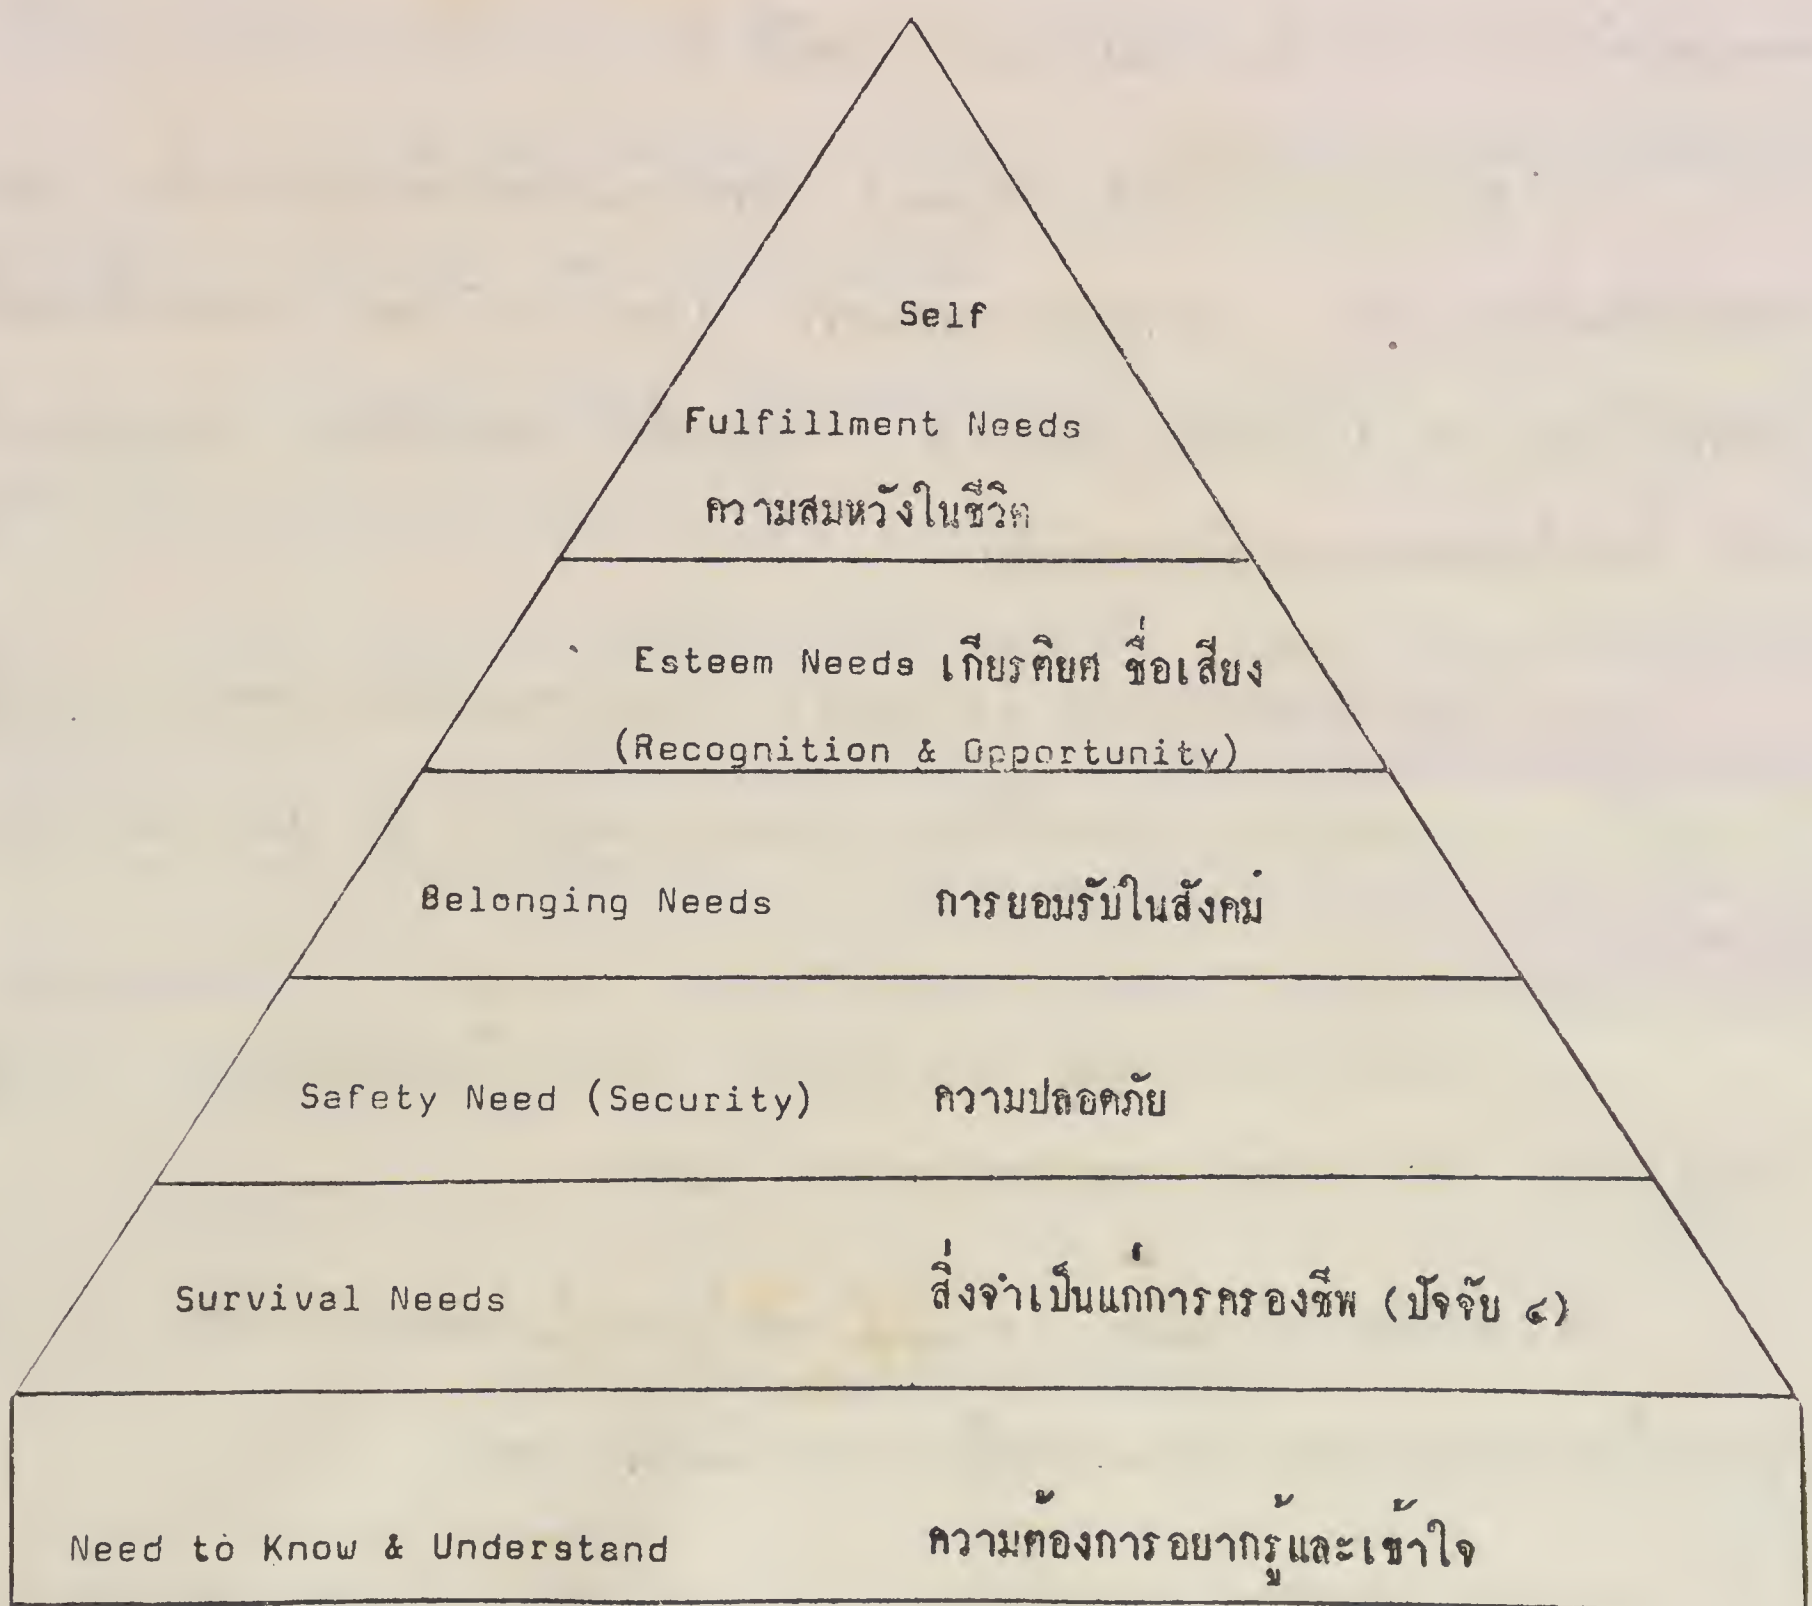 Self
Fulfillment Needs
ความสมหวังในชีวิต
Esteem Needs เกียรติยศ ชื่อเสียง
(Recognition & Opportunity)
Belonging Needs การยอมรับในสังคม
Safety Need (Security) ความปลอดภัย
Survival Needs สิ่งจำเป็นแก่การครองชีพ (ปัจจัย ๔)
Need to Know & Understand ความต้องการอยากรู้และเข้าใจ